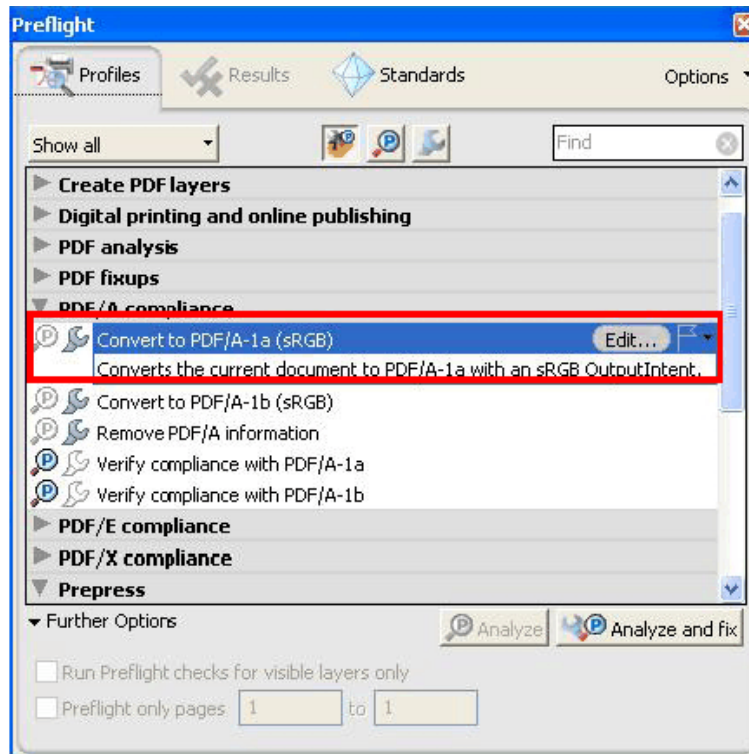 Preflight
Profiles Results Standards Options
Show all Find
Create PDF layers
Digital printing and online publishing
PDF analysis
PDF fixups
PDF/A compliance
Convert to PDF/A-1a (sRGB) Edit...
Converts the current document to PDF/A-1a with an sRGB OutputIntent.
Convert to PDF/A-1b (sRGB)
Remove PDF/A information
Verify compliance with PDF/A-1a
Verify compliance with PDF/A-1b
PDF/E compliance
PDF/X compliance
Prepress
Further Options Analyze Analyze and fix
Run Preflight checks for visible layers only
Preflight only pages 1 to 1